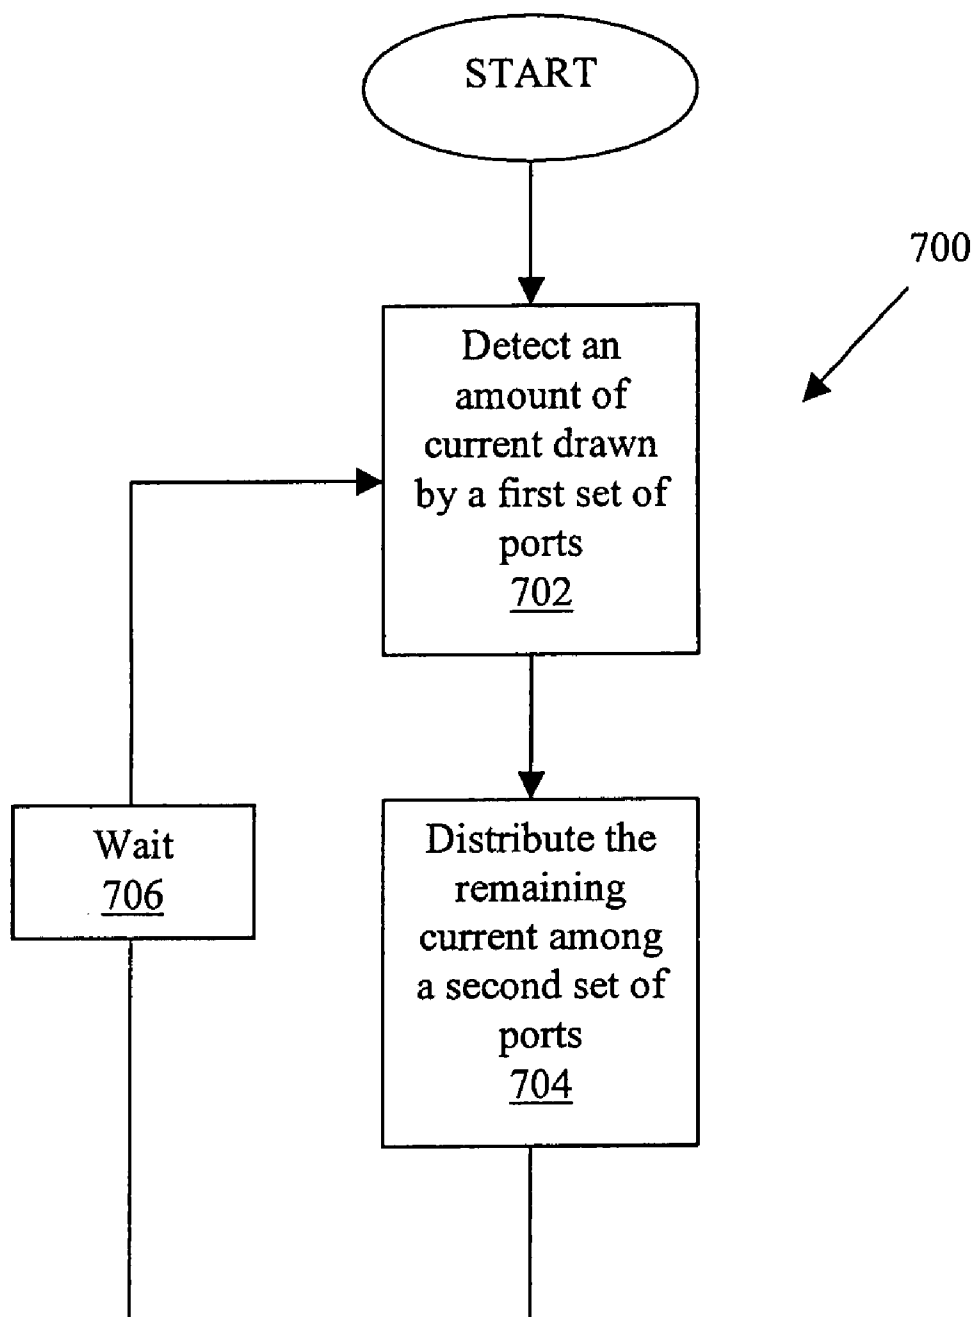 START
700
Detect an
amount of
current drawn
by a first set of
ports
702
Wait
706
Distribute the
remaining
current among
a second set of
ports
704